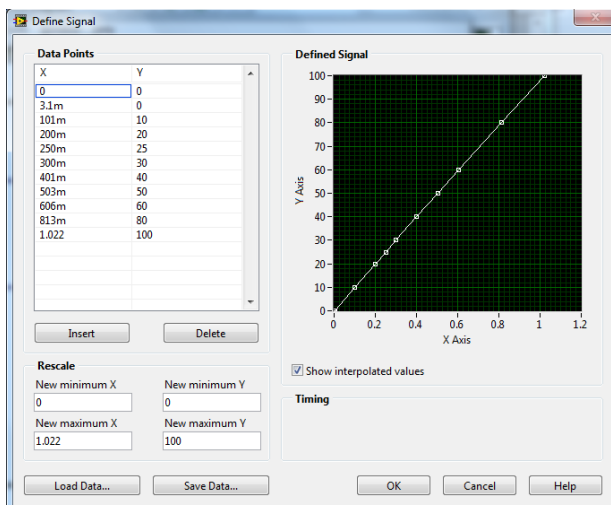 Define Signal
Data Points
X Y
0 0
3.1m 0
101m 10
200m 20
250m 25
300m 30
401m 40
503m 50
606m 60
813m 80
1.022 100
Insert Delete
Rescale
New minimum X New minimum Y
0 0
New maximum X New maximum Y
1.022 100
Load Data... Save Data...
Defined Signal
100
90
80
70
60
50
40
30
20
10
0
Y Axis
0 0.2 0.4 0.6 0.8 1 1.2
X Axis
Show interpolated values
Timing
OK Cancel Help